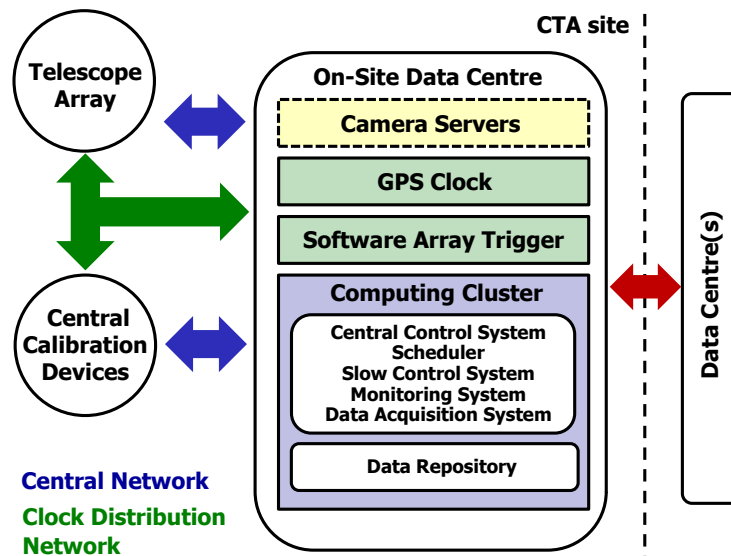 CTA site
Telescope
Array
On-Site Data Centre
Camera Servers
GPS Clock
Software Array Trigger
Computing Cluster
Central Control System
Scheduler
Slow Control System
Monitoring System
Data Acquisition System
Data Repository
Central
Calibration
Devices
Data Centre(s)
Central Network
Clock Distribution
Network